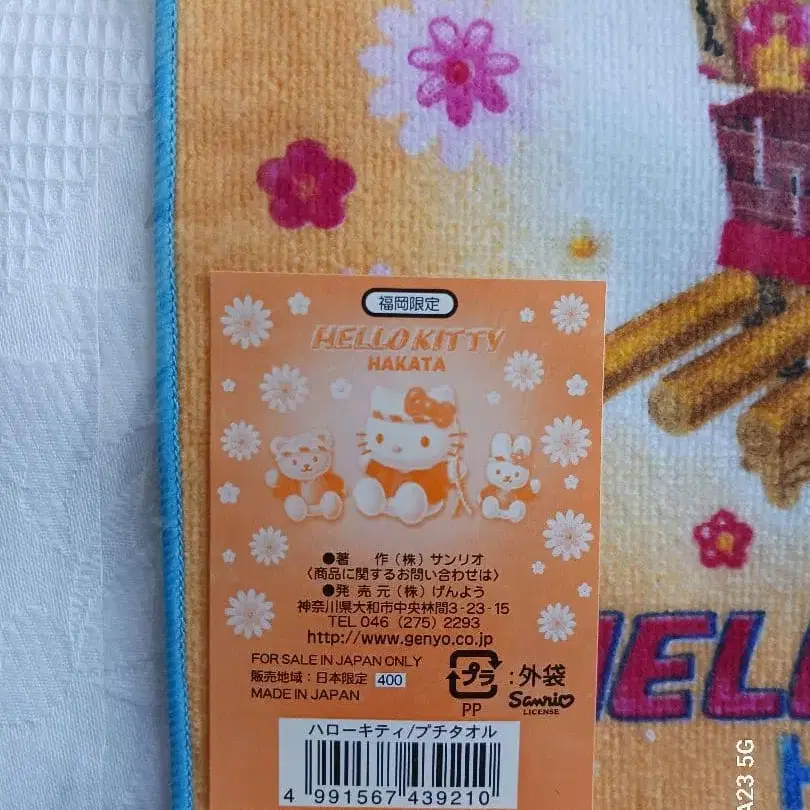 福岡限定
HELLO KITTY
HAKATA
●著 作(株)サンリオ
〈商品に関するお問い合わせは〉
●発 売 元(株)げんよう
神奈川県大和市中央林間3-23-15
TEL 046(275)2293
http://www.genyo.co.jp
FOR SALE IN JAPAN ONLY
販売地域:日本限定 400
MADE IN JAPAN
プラ :外袋
PP
Sanrio
LICENSE
ハローキティ/プチタオル
4 991567 439210
HELL
A23 5G